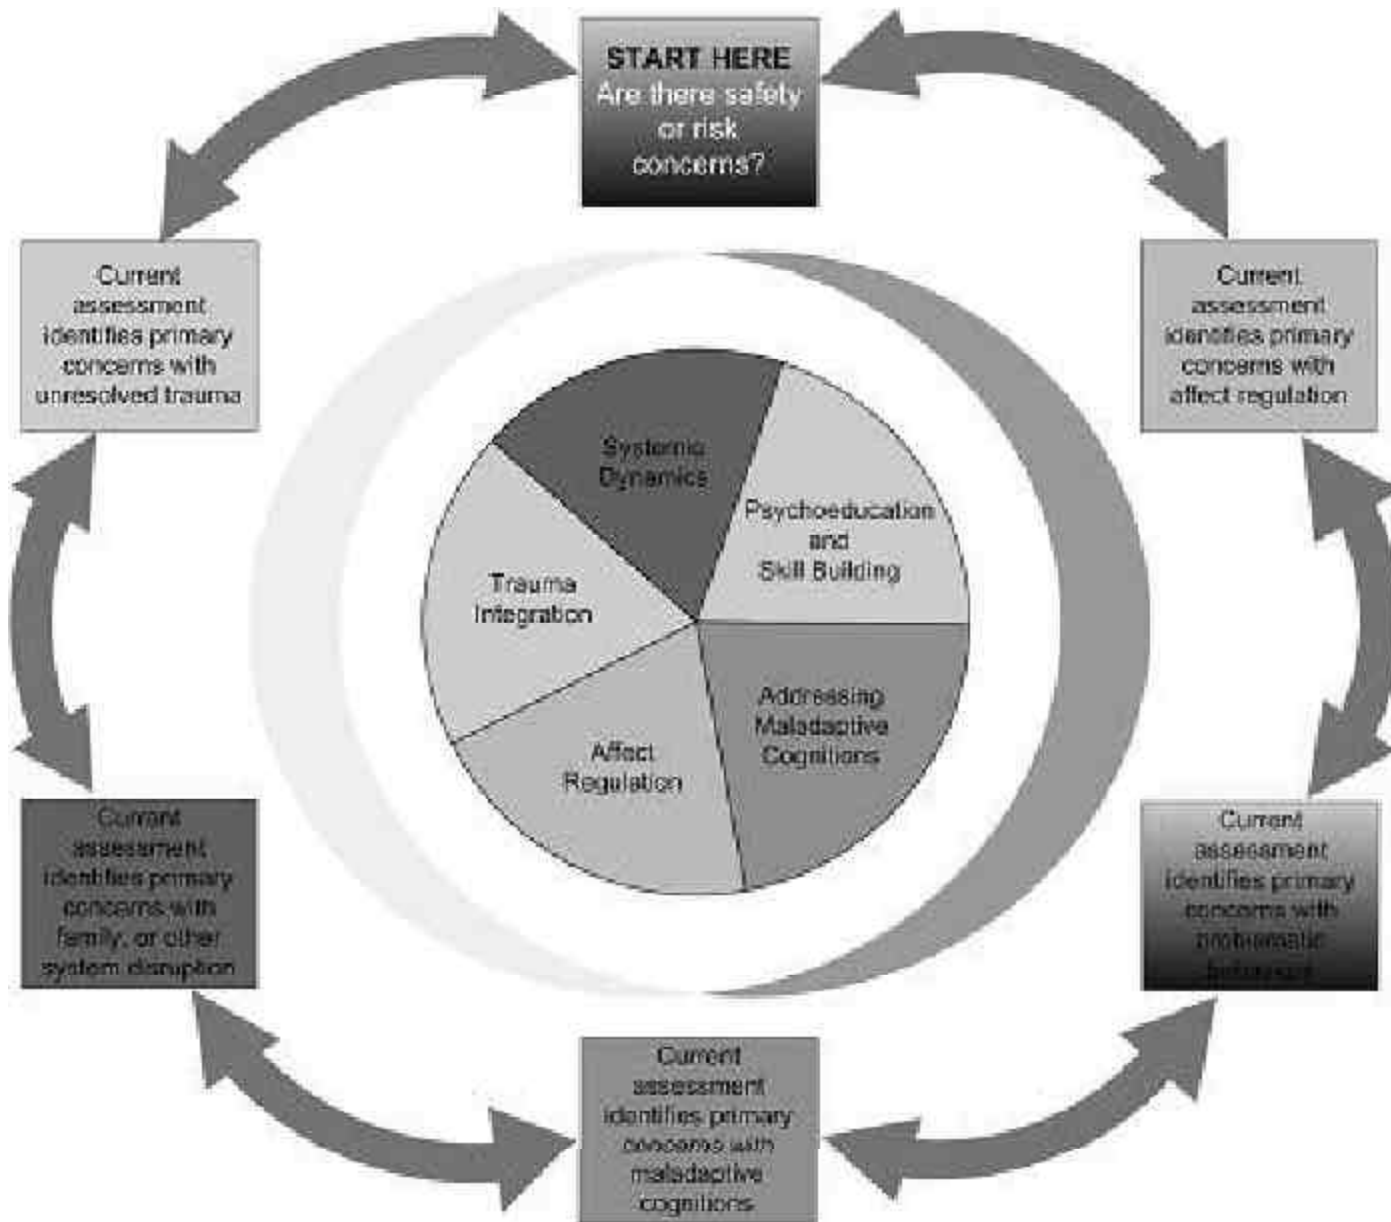 START HERE
Are there safety
or risk
concerns?
Current
assessment
identifies primary
concerns with
unresolved trauma
Current
assessment
identifies primary
concerns with
affect regulation
Systemic
Dynamics
Psychoeducation
and
Skill Building
Trauma
Integration
Addressing
Maladaptive
Cognitions
Affect
Regulation
Current
assessment
identifies primary
concerns with
family, or other
system disruption
Current
assessment
identifies primary
concerns with
problematic
Current
assessment
identifies primary
concerns with
maladaptive
cognitions